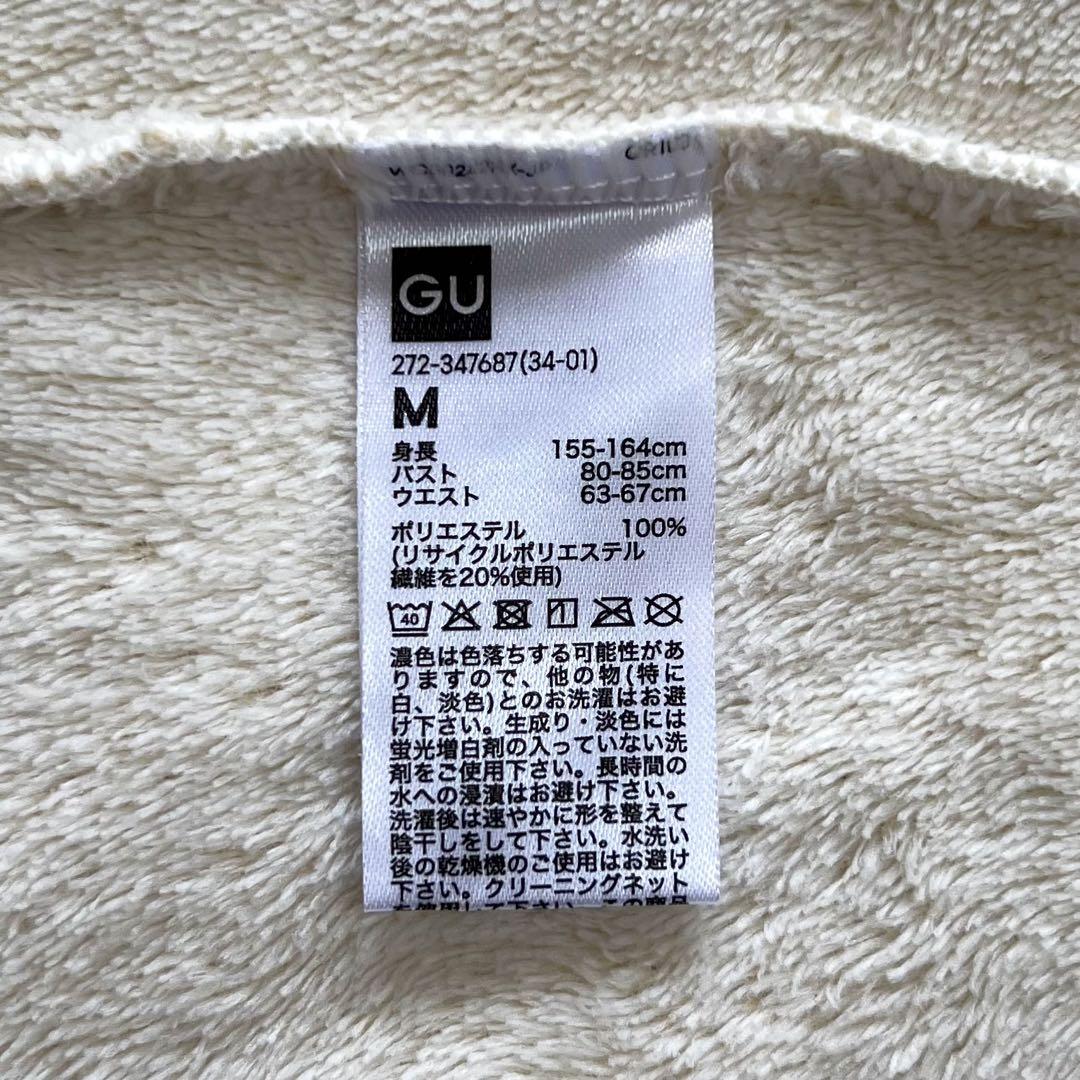 GU
272-347687(34-01)
M
身長 155-164cm
バスト 80-85cm
ウエスト 63-67cm
ポリエステル 100%
(リサイクルポリエステル
繊維を20%使用)
40
濃色は色落ちする可能性があ
りますので、他の物(特に
白、淡色)とのお洗濯はお避
け下さい。生成り・淡色には
蛍光増白剤の入っていない洗
剤をご使用下さい。長時間の
水への浸漬はお避け下さい。
洗濯後は速やかに形を整えて
陰干しをして下さい。水洗い
後の乾燥機のご使用はお避け
下さい。クリーニングネット